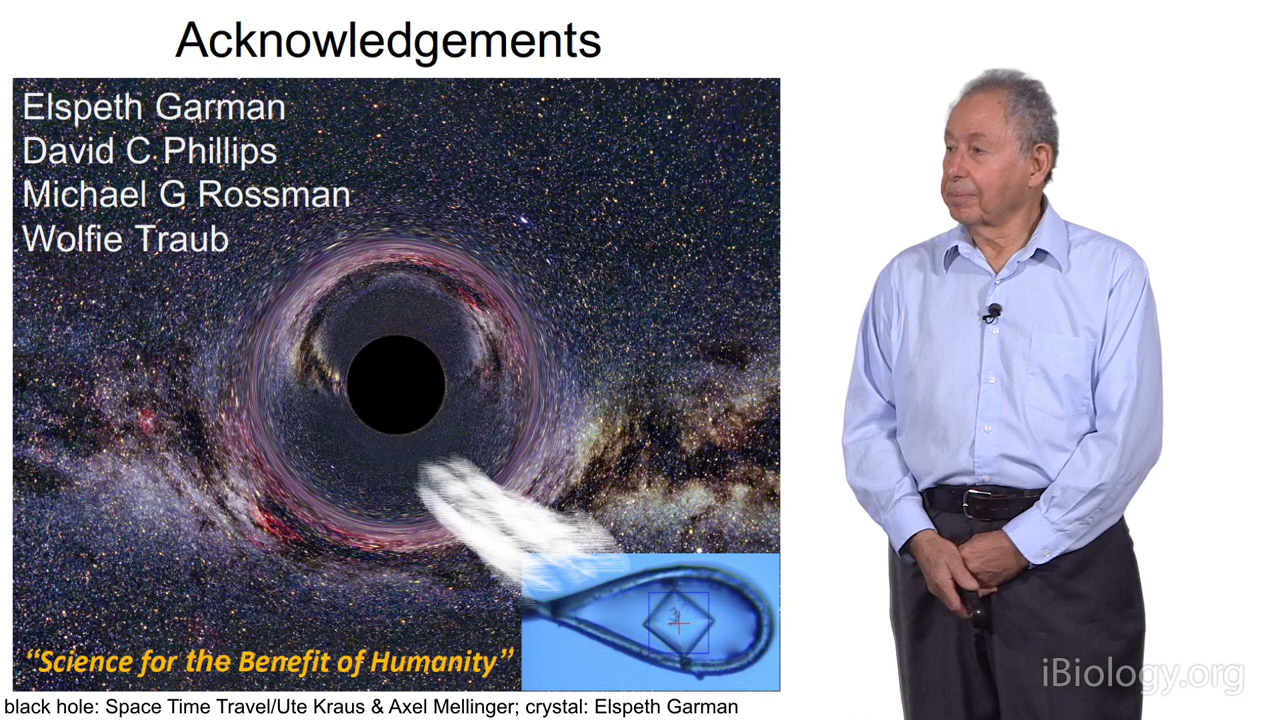 Acknowledgements
Elspeth Garman
David C Phillips
Michael G Rossman
Wolfie Traub
“Science for the Benefit of Humanity”
iBiology.org
black hole: Space Time Travel/Ute Kraus & Axel Mellinger; crystal: Elspeth Garman